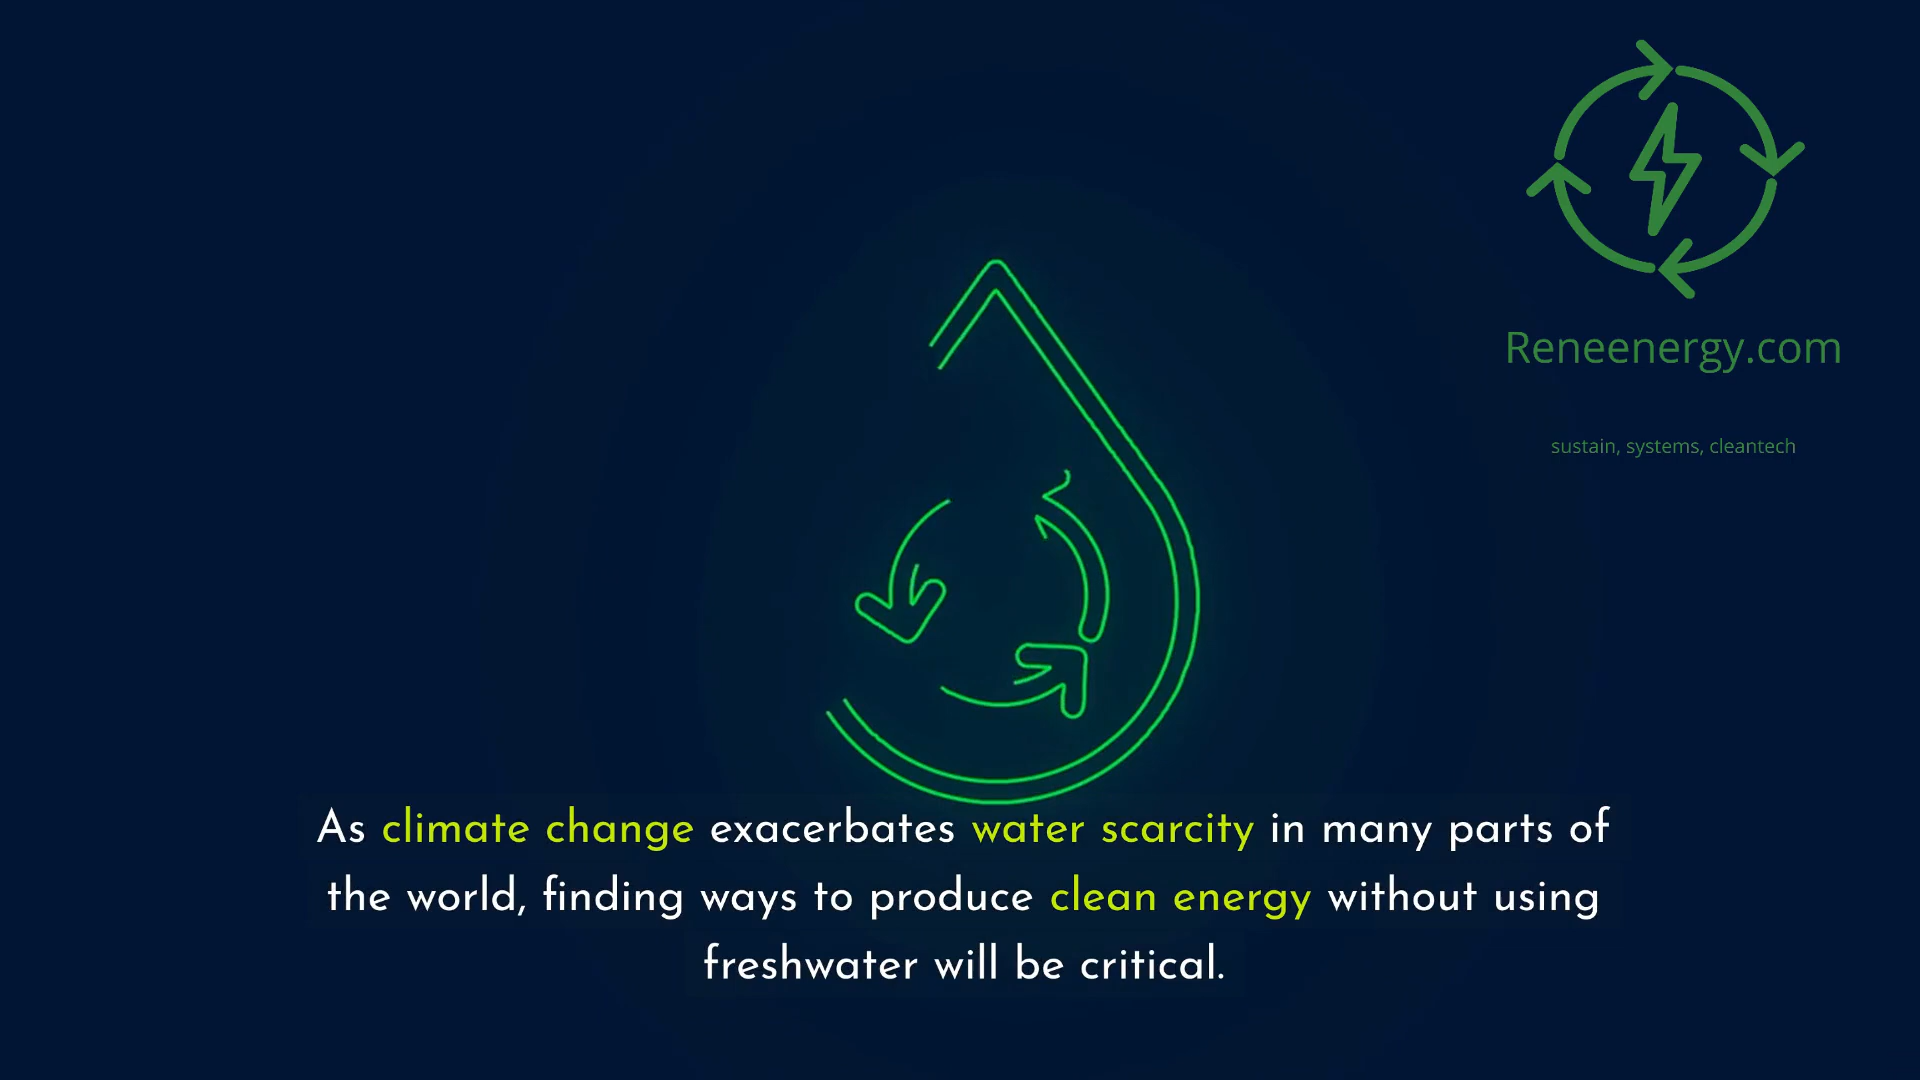 Reneenergy.com
sustain, systems, cleantech
As climate change exacerbates water scarcity in many parts of
the world, finding ways to produce clean energy without using
freshwater will be critical.